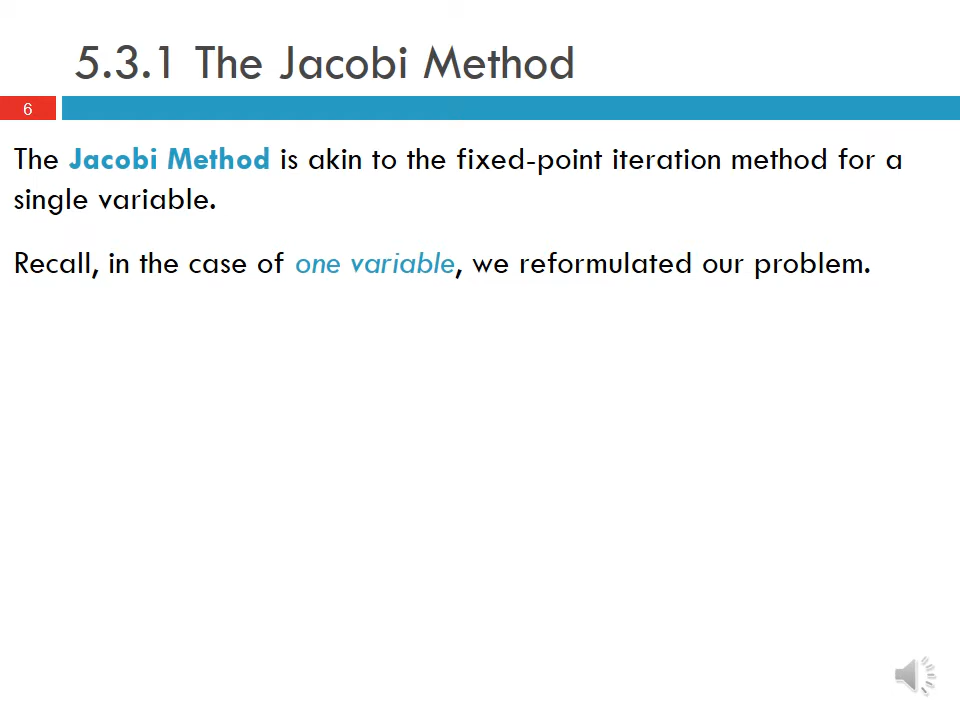 5.3.1 The Jacobi Method
6
The Jacobi Method is akin to the fixed-point iteration method for a
single variable.
Recall, in the case of one variable, we reformulated our problem.